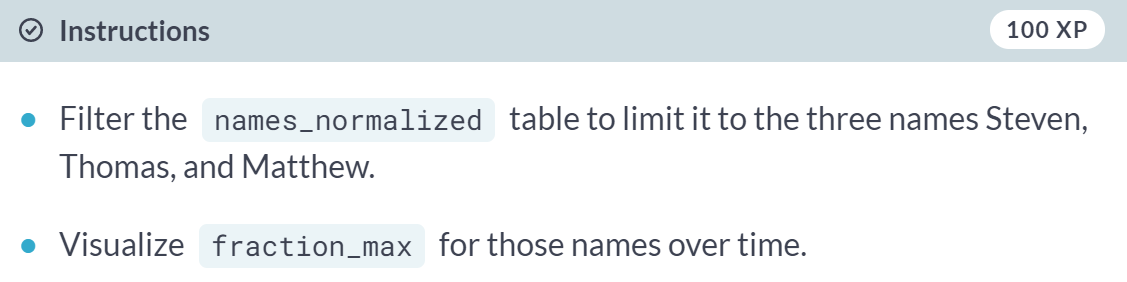 Instructions 100 XP
Filter the names_normalized table to limit it to the three names Steven,
Thomas, and Matthew.
Visualize fraction_max for those names over time.